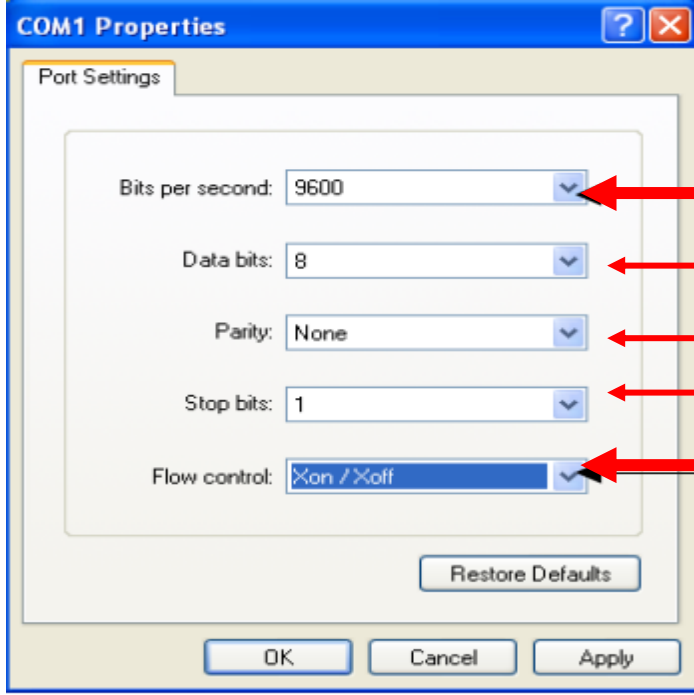 COM1 Properties
Port Settings
Bits per second: 9600
Data bits: 8
Parity: None
Stop bits: 1
Flow control: Xon / Xoff
Restore Defaults
OK Cancel Apply